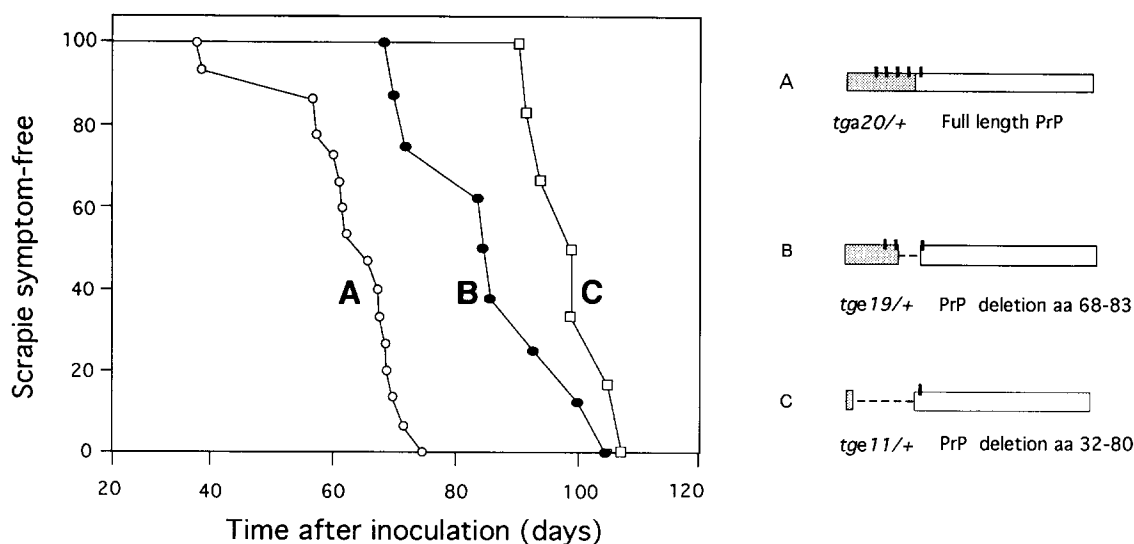 Scrapie symptom-free
100
80
60
40
20
0
20 40 60 80 100 120
Time after inoculation (days)
A
B
C
A
tga20/+ Full length PrP
B
tge19/+ PrP deletion aa 68-83
C
tge11/+ PrP deletion aa 32-80